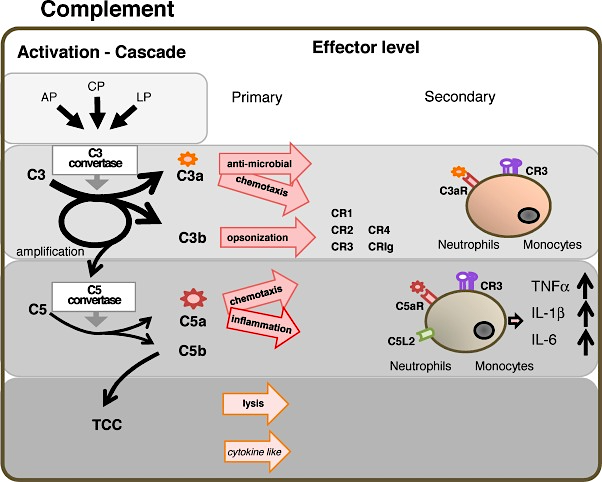 Complement
Activation - Cascade
Effector level
AP
CP
LP
Primary
Secondary
C3
convertase
C3
C3a
anti-microbial
chemotaxis
C3aR
CR3
CR1
CR2 CR4
CR3 CRIg
C3b
opsonization
Neutrophils Monocytes
amplification
C5
convertase
C5
C5a
chemotaxis
inflammation
C5b
C5aR
CR3
C5L2
TNFα
IL-1β
IL-6
Neutrophils Monocytes
TCC
lysis
cytokine like